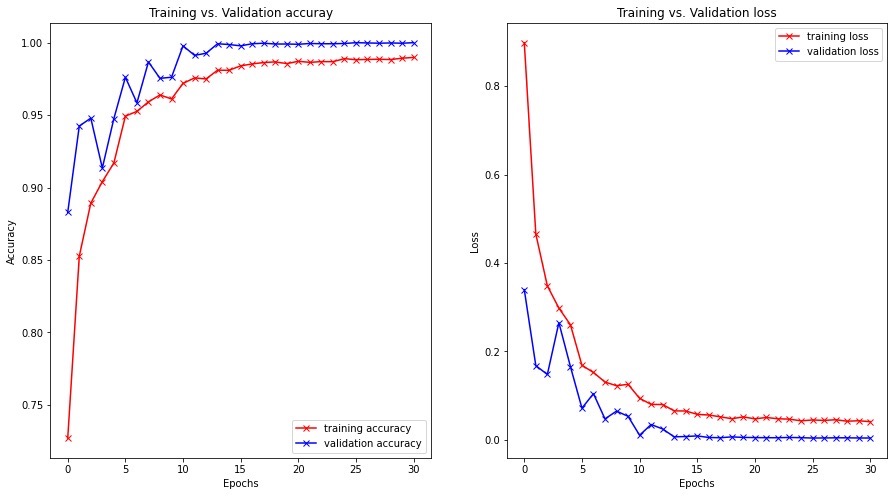 Training vs. Validation accuray
1.00
0.95
0.90
0.85
0.80
0.75
Accuracy
training accuracy
validation accuracy
0
5
10
15
20
25
30
Epochs
Training vs. Validation loss
training loss
validation loss
0.8
0.6
0.4
0.2
0.0
Loss
0
5
10
15
20
25
30
Epochs